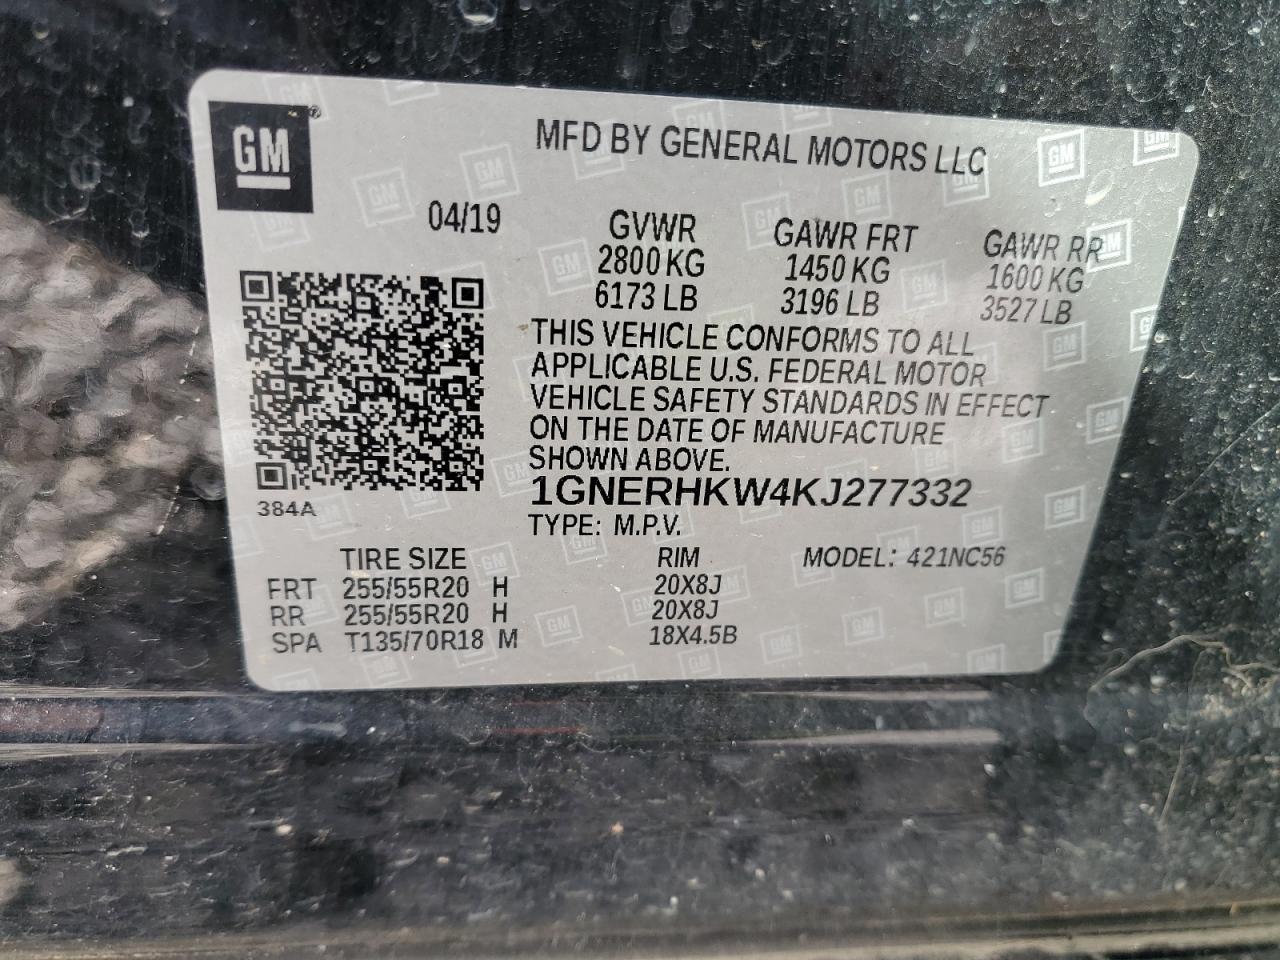 GM
MFD BY GENERAL MOTORS LLC
04/19
GVWR GAWR FRT GAWR RR
2800 KG 1450 KG 1600 KG
6173 LB 3196 LB 3527 LB
THIS VEHICLE CONFORMS TO ALL
APPLICABLE U.S. FEDERAL MOTOR
VEHICLE SAFETY STANDARDS IN EFFECT
ON THE DATE OF MANUFACTURE
SHOWN ABOVE.
1GNERHKW4KJ277332
384A
TYPE: M.P.V.
TIRE SIZE RIM MODEL: 421NC56
FRT 255/55R20 H 20X8J
RR 255/55R20 H 20X8J
SPA T135/70R18 M 18X4.5B